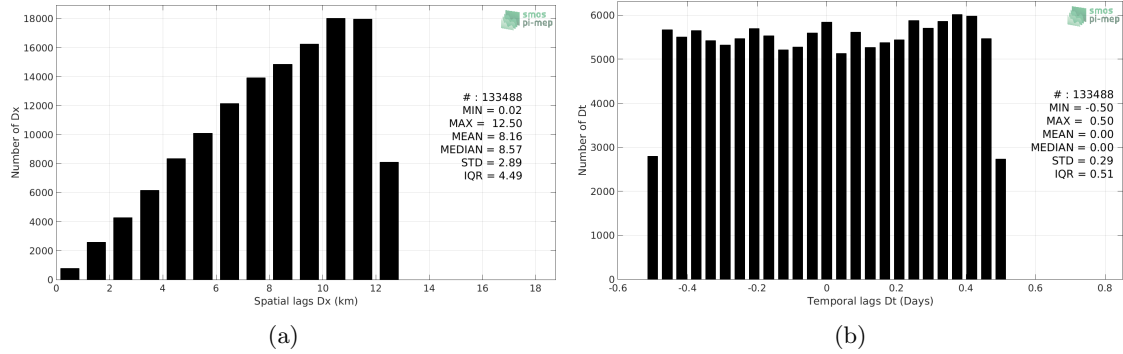 18000
16000
14000
12000
10000
8000
6000
4000
2000
0
Number of Dx
0 2 4 6 8 10 12 14 16 18
Spatial lags Dx (km)
smos
pi-mep
# : 133488
MIN = 0.02
MAX = 12.50
MEAN = 8.16
MEDIAN = 8.57
STD = 2.89
IQR = 4.49
(a)
6000
5000
4000
3000
2000
1000
0
Number of Dt
-0.6 -0.4 -0.2 0 0.2 0.4 0.6 0.8
Temporal lags Dt (Days)
smos
pi-mep
# : 133488
MIN = -0.50
MAX = 0.50
MEAN = 0.00
MEDIAN = 0.00
STD = 0.29
IQR = 0.51
(b)